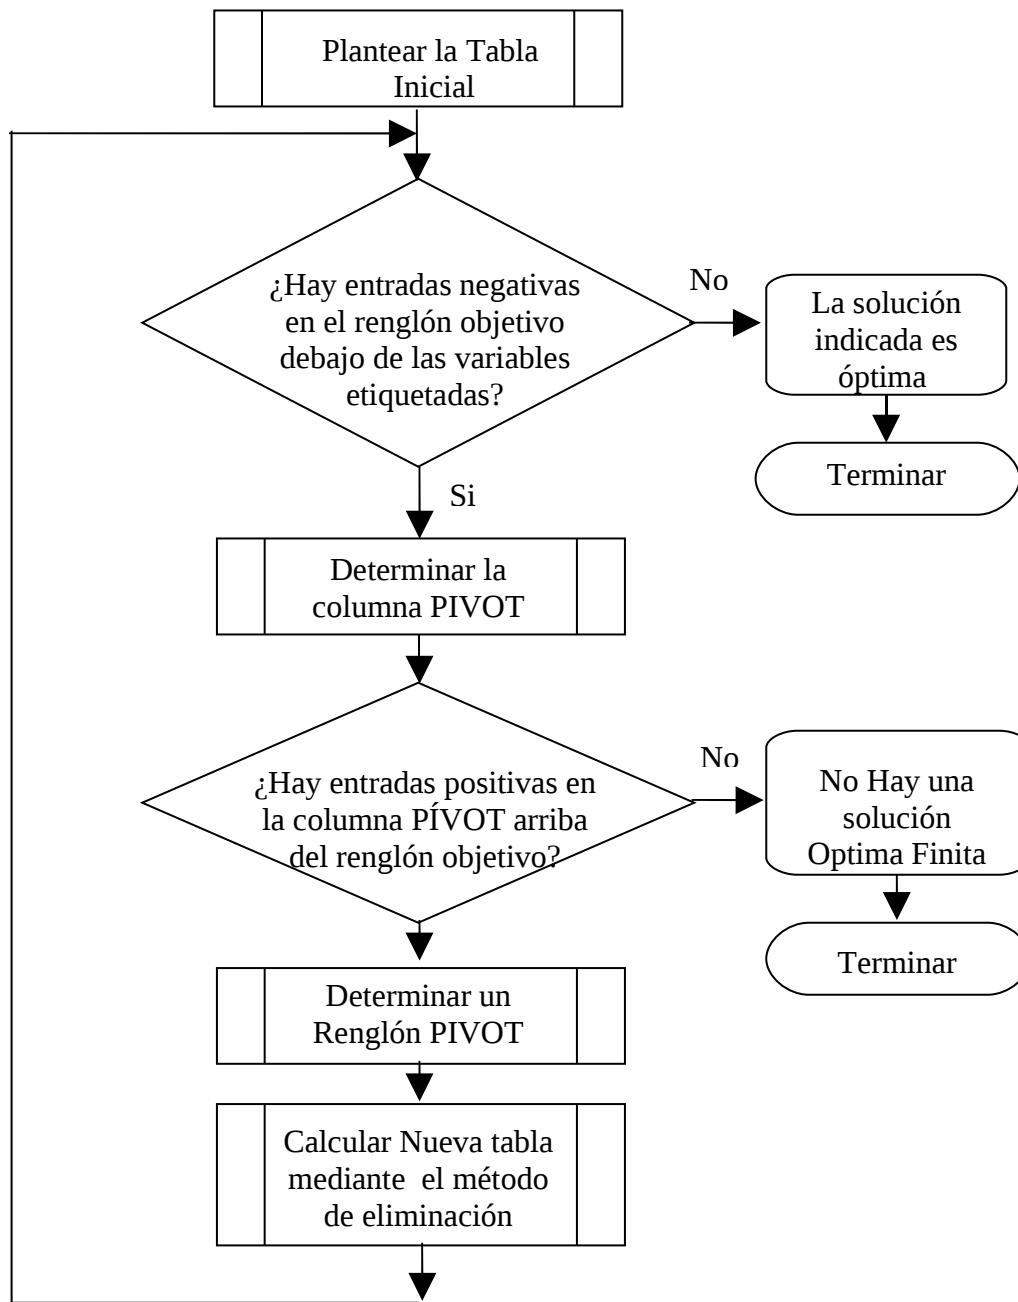 Plantear la Tabla
Inicial
¿Hay entradas negativas
en el renglón objetivo
debajo de las variables
etiquetadas?
No
La solución
indicada es
óptima
Terminar
Si
Determinar la
columna PIVOT
¿Hay entradas positivas en
la columna PÍVOT arriba
del renglón objetivo?
No
No Hay una
solución
Optima Finita
Terminar
Determinar un
Renglón PIVOT
Calcular Nueva tabla
mediante el método
de eliminación